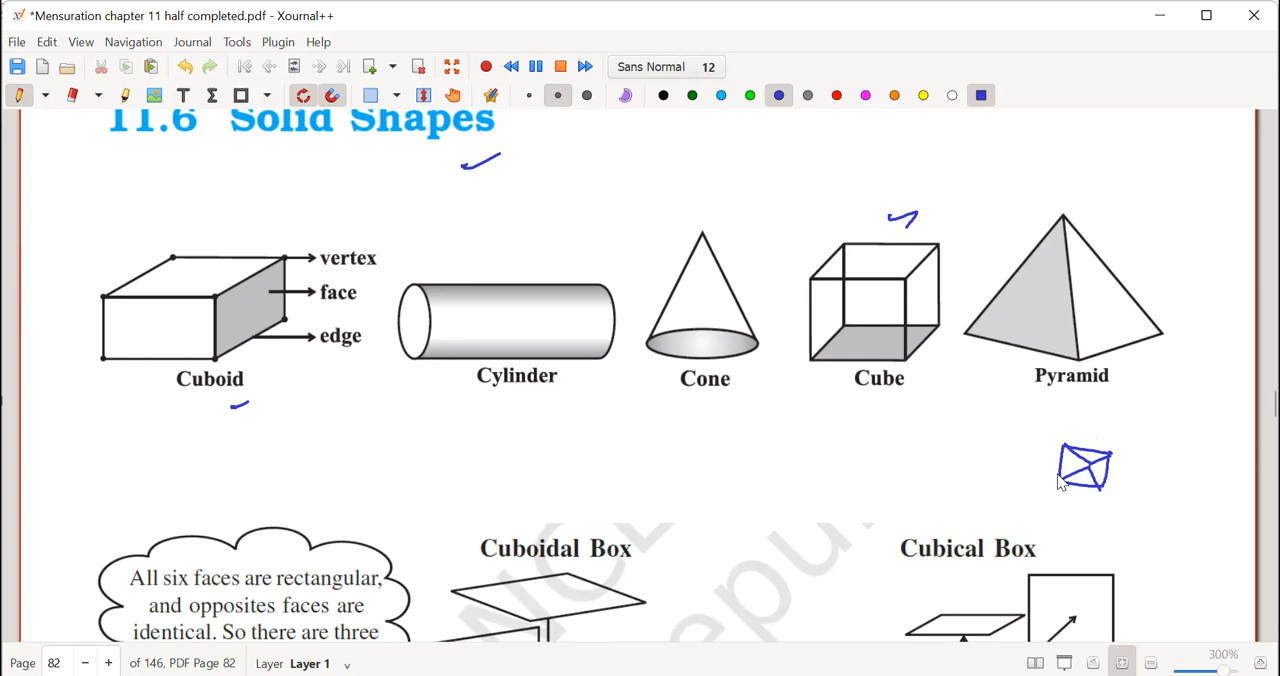 *Mensuration chapter 11 half completed.pdf - Xournal++
File Edit View Navigation Journal Tools Plugin Help
Sans Normal 12
11.6 Solid Shapes
vertex
face
edge
Cuboid
Cylinder
Cone
Cube
Pyramid
Cuboidal Box
Cubical Box
All six faces are rectangular,
and opposites faces are
identical. So there are three
Page 82 of 146, PDF Page 82 Layer Layer 1
300%